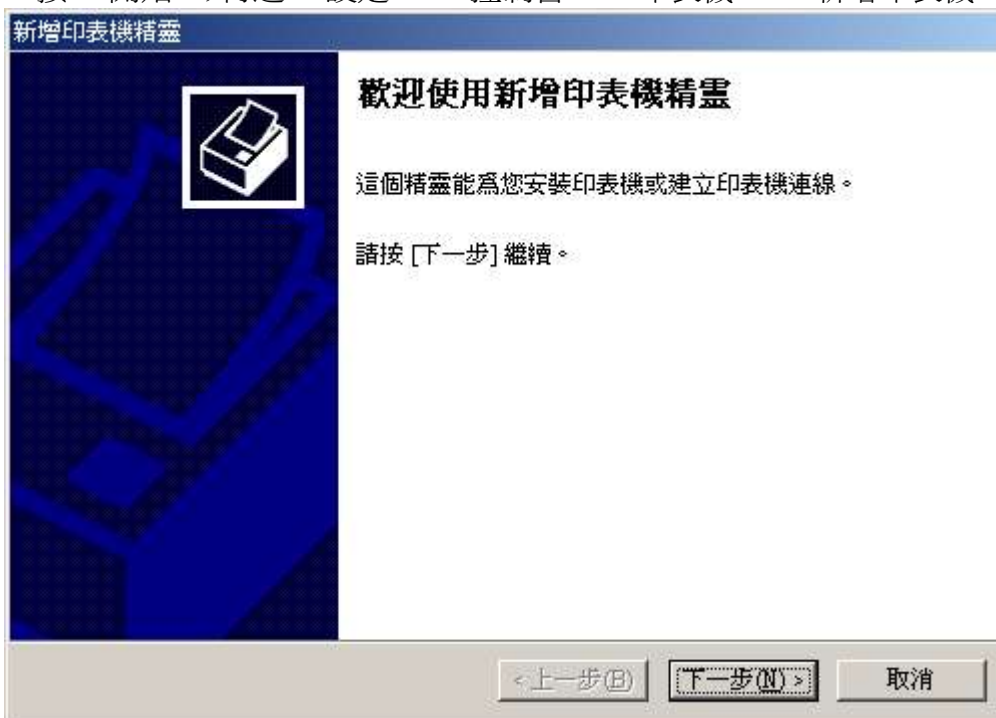 新增印表機精靈
歡迎使用新增印表機精靈
這個精靈能為您安裝印表機或建立印表機連線。
請按 [下一步] 繼續。
<上一步(B) 下一步(N) > 取消